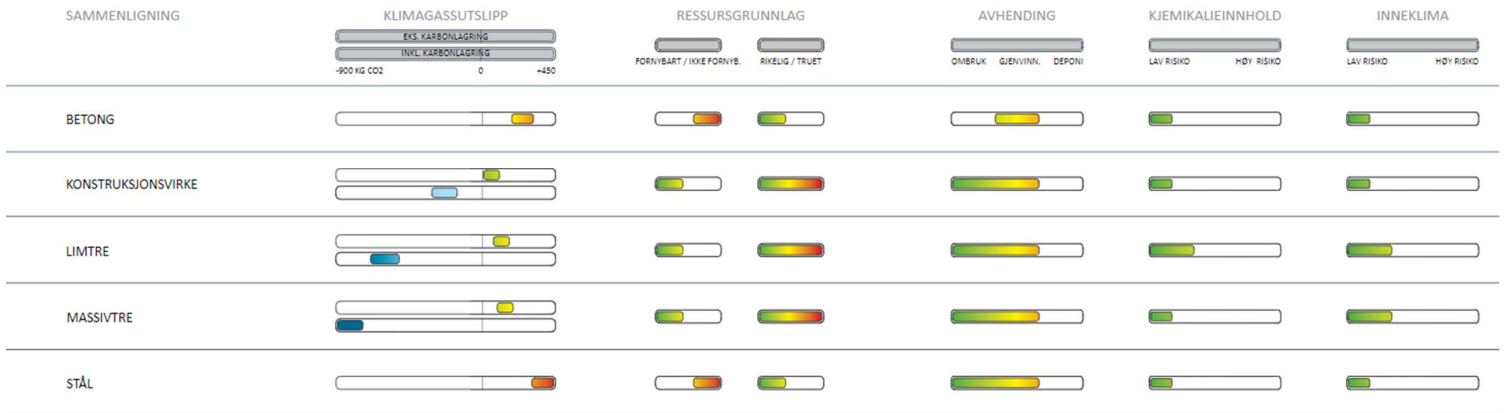 SAMMENLIGNING KLIMAGASSUTSLIPP RESSURSGRUNNLAG AVHENDING KJEMIKALIEINNHOLD INNEKLIMA
EKS. KARBONLAGRING
INKL. KARBONLAGRING
FORNYBART / IKKE FORNYB. RIKELIG / TRUET OMBRUK GJENVINN. DEPONI LAV RISIKO HØY RISIKO LAV RISIKO HØY RISIKO
-900 KG CO2 0 +450
BETONG
KONSTRUKSJONSVIRKE
LIMTRE
MASSIVTRE
STÅL